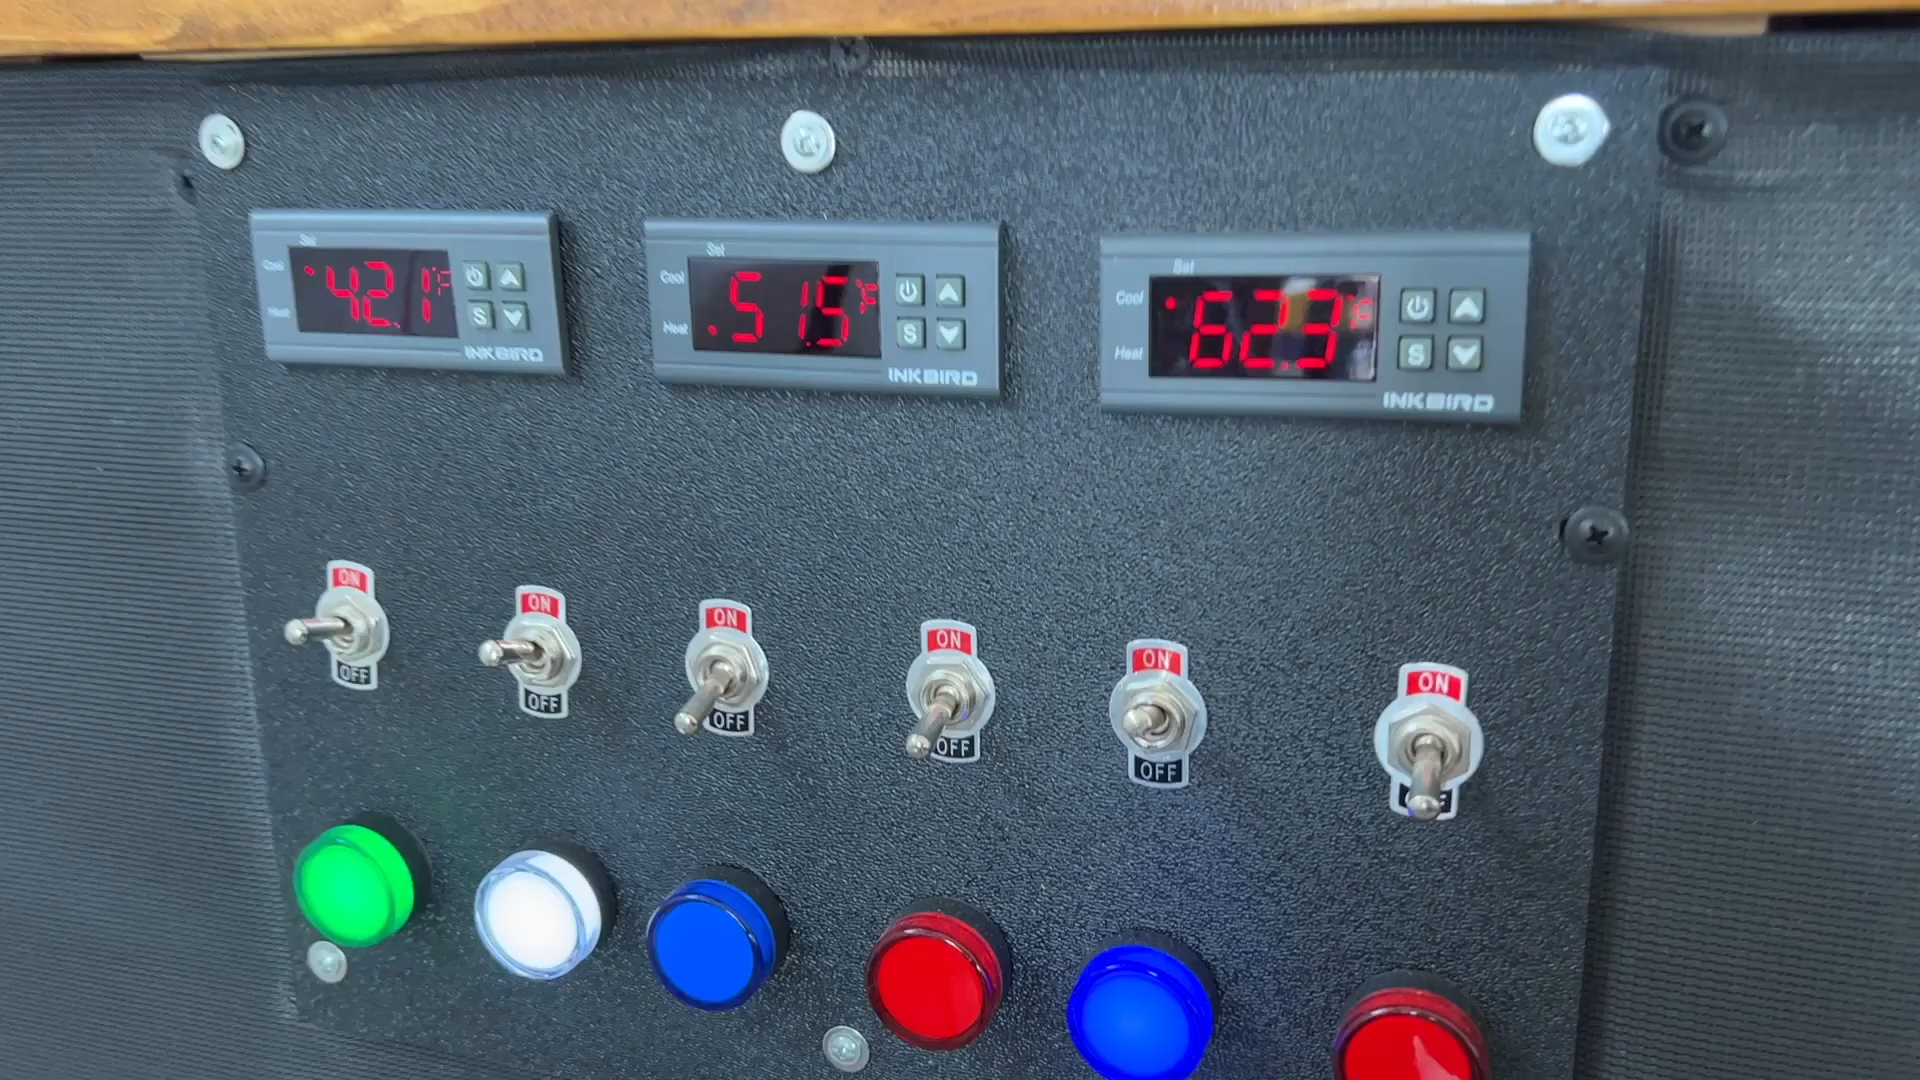 Set
Cool
42.1°F
Heat
S
INKBIRD
Set
Cool
51.5°F
Heat
S
INKBIRD
Set
Cool
62.3°F
Heat
S
INKBIRD
ON
OFF
ON
OFF
ON
OFF
ON
OFF
ON
OFF
ON